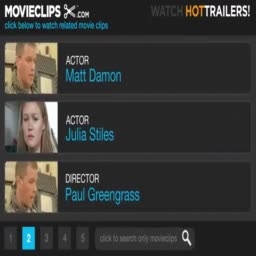 MOVIECLIPS .COM
WATCH HOTTRAILERS!
click below to watch related movie clips
ACTOR
Matt Damon
ACTOR
Julia Stiles
DIRECTOR
Paul Greengrass
1 2 3 4 5 click to search only movieclips